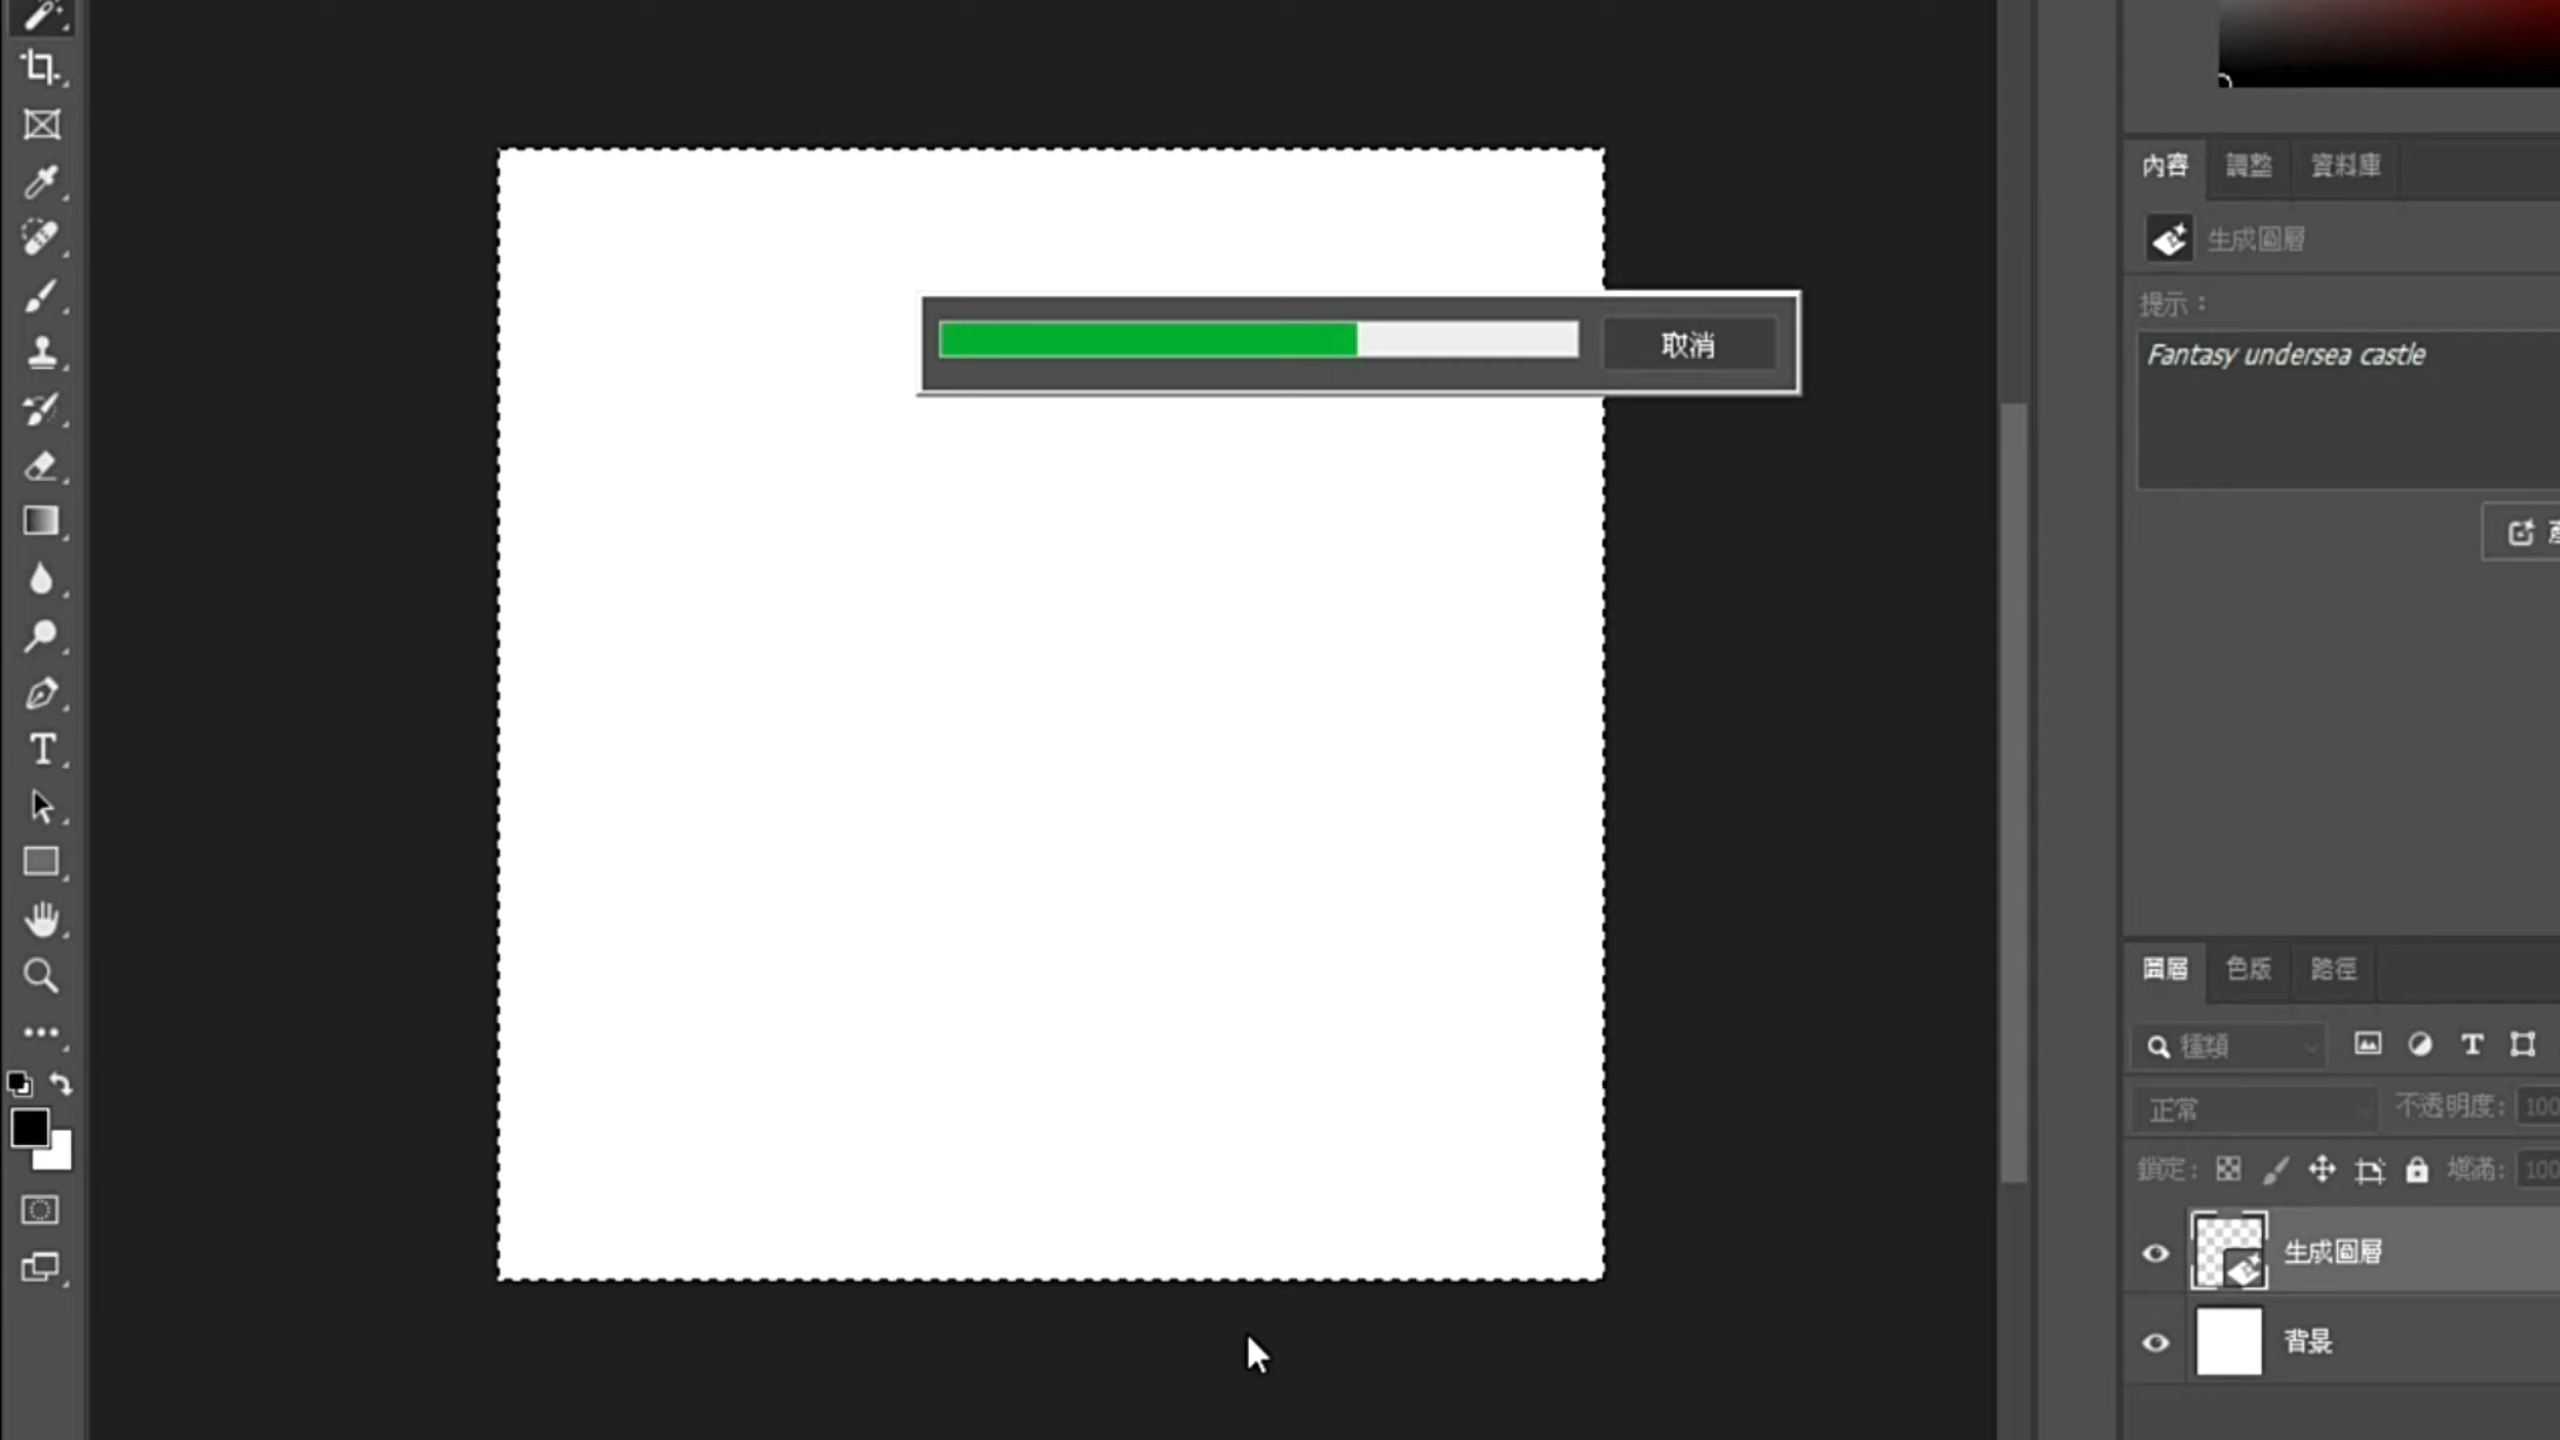 內容 調整 資料庫
生成圖層
提示：
Fantasy undersea castle
取消
圖層 色版 路徑
種類
正常 不透明度: 100
鎖定: 填滿: 100
生成圖層
背景